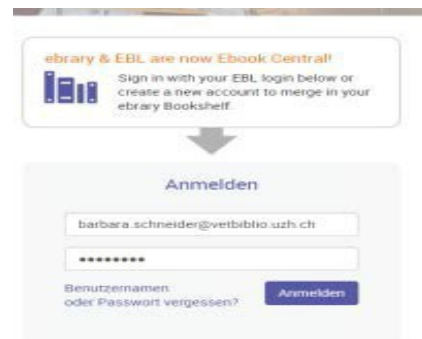 ebrary & EBL are now Ebook Central!
Sign in with your EBL login below or
create a new account to merge in your
ebrary Bookshelf
Anmelden
barbara.schneider@vetbiblio.uzh.ch
••••••••
Benutzernamen
oder Passwort vergessen?
Anmelden